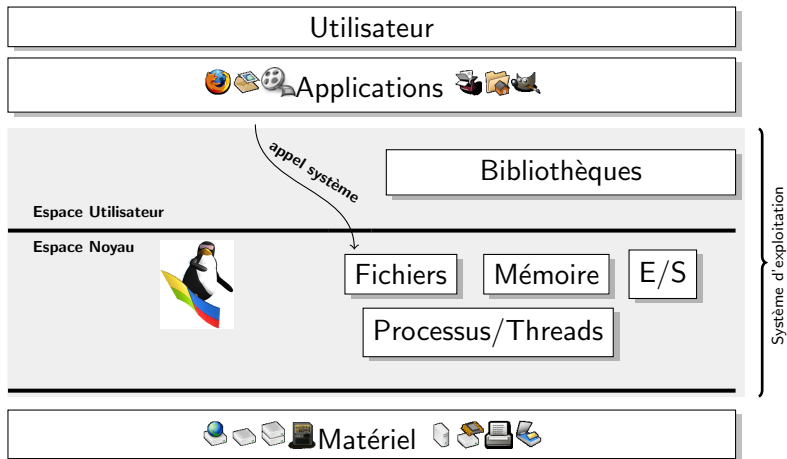 Utilisateur
Applications
appel système
Bibliothèques
Espace Utilisateur
Espace Noyau
Fichiers
Mémoire
E/S
Processus/Threads
Matériel
Système d'exploitation